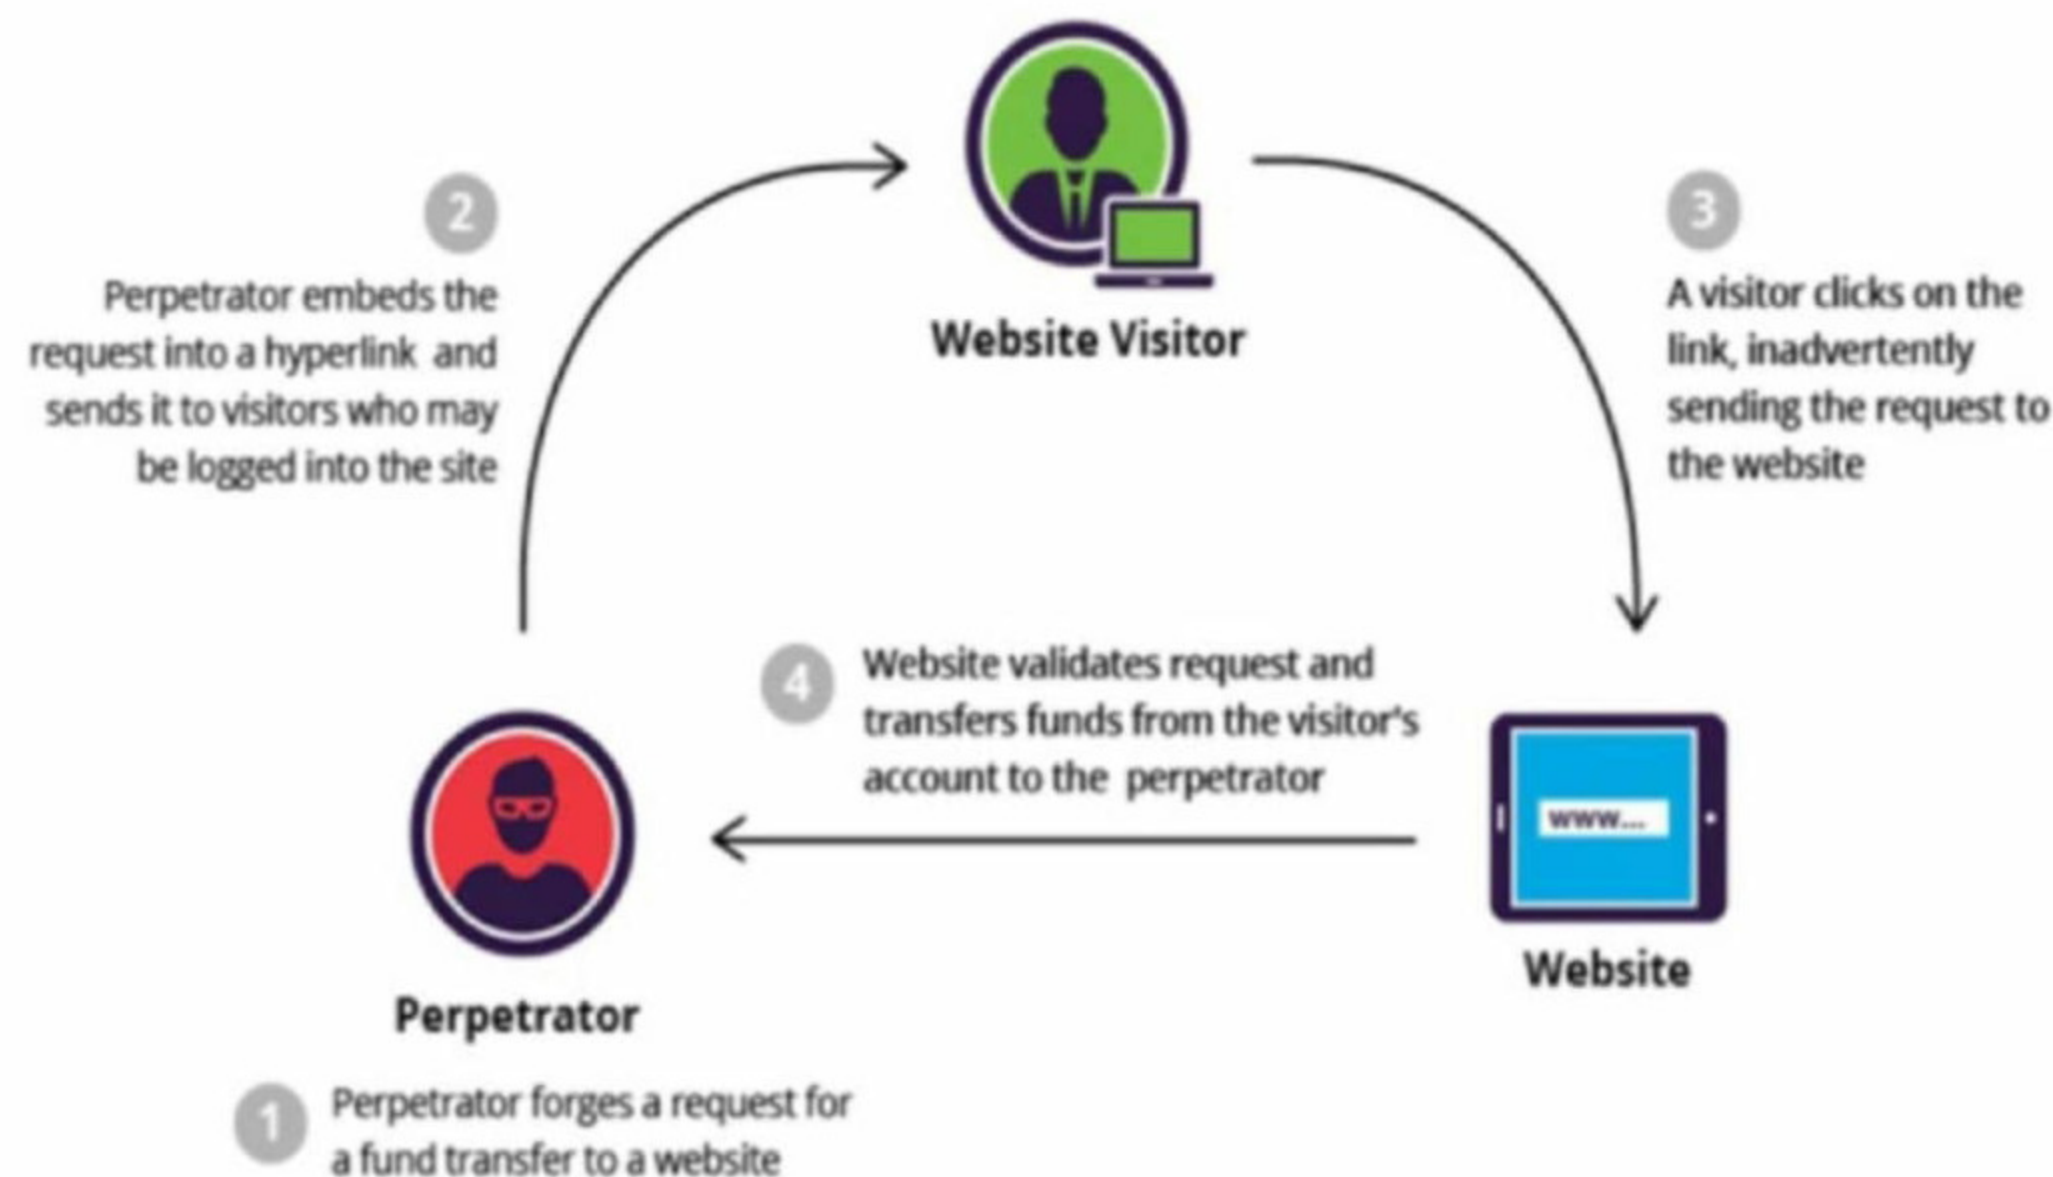 2
Perpetrator embeds the
request into a hyperlink and
sends it to visitors who may
be logged into the site
Website Visitor
3
A visitor clicks on the
link, inadvertently
sending the request to
the website
4
Website validates request and
transfers funds from the visitor's
account to the perpetrator
www...
Website
Perpetrator
1
Perpetrator forges a request for
a fund transfer to a website